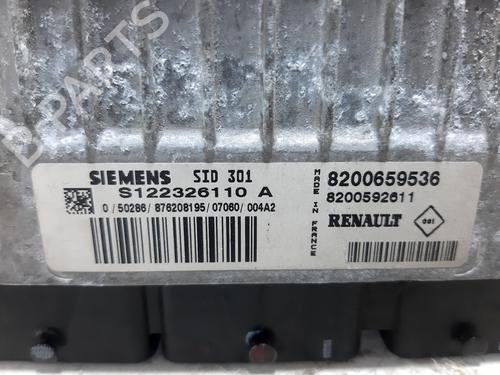 B-PARTS
SIEMENS SID 301
S122326110 A
0 / 50286 / 876208195 / 07060 / 004A2
MADE IN FRANCE
8200659536
8200592611
RENAULT